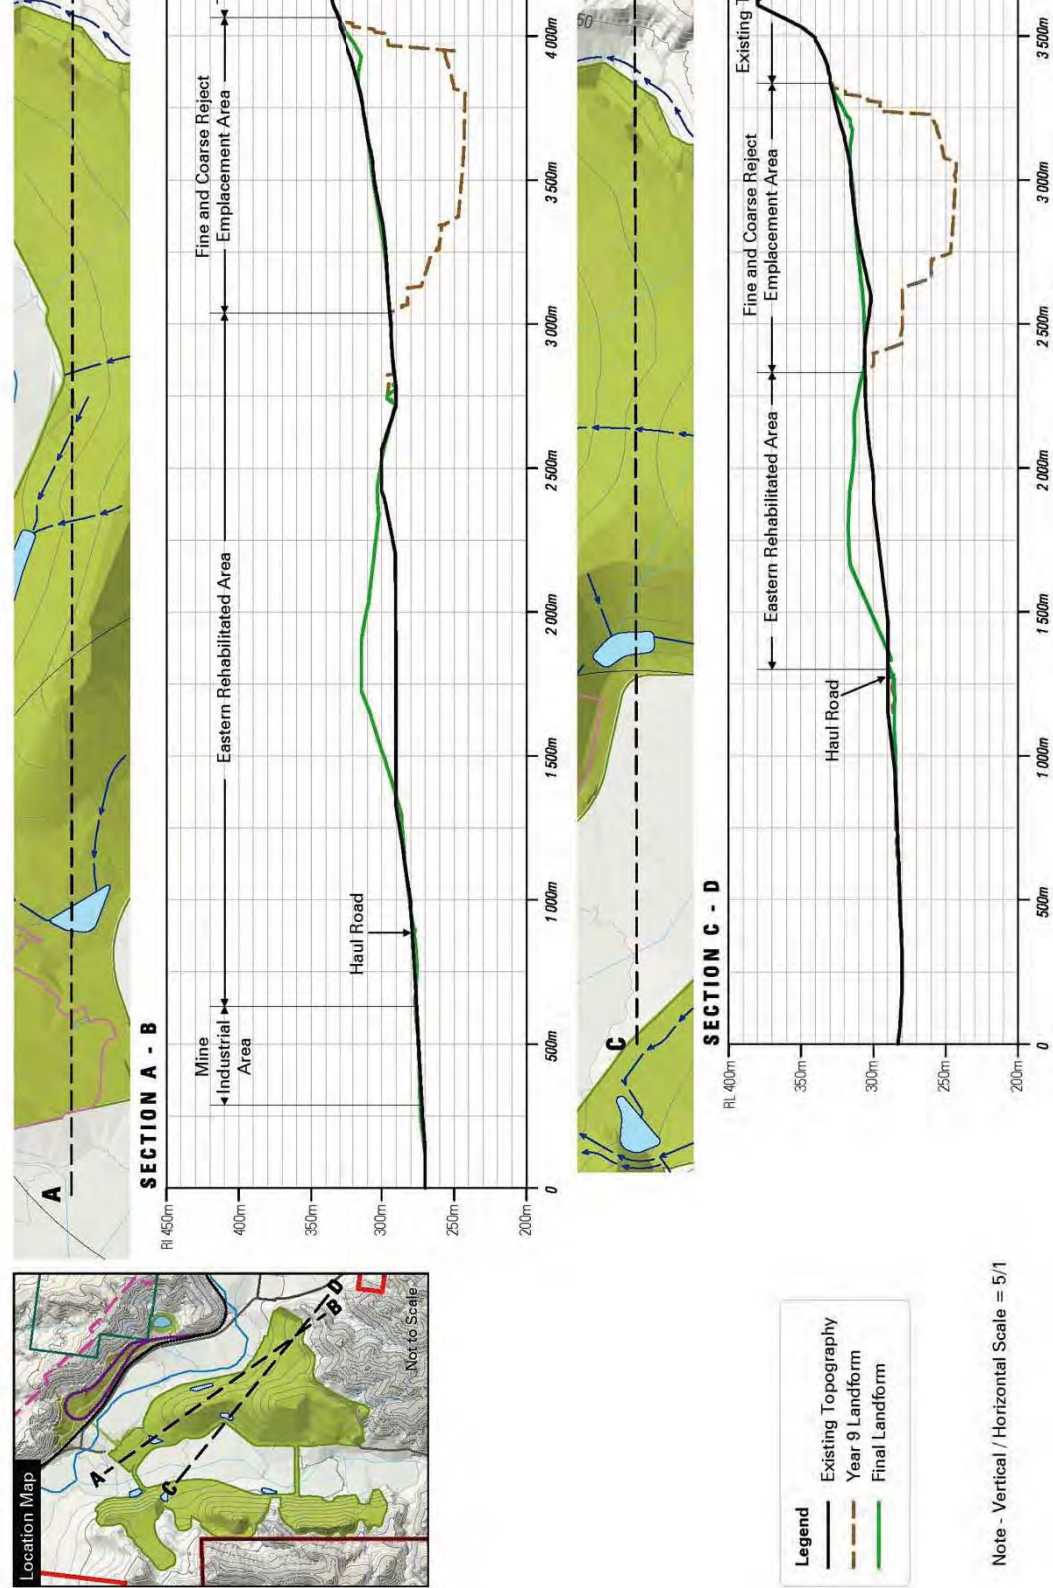 Location Map
A
B
C
D
Not to Scale
A
SECTION A - B
RL 450m
400m
350m
300m
250m
200m
Mine
Industrial
Area
Eastern Rehabilitated Area
Fine and Coarse Reject
Emplacement Area
Haul Road
0
500m
1 000m
1 500m
2 000m
2 500m
3 000m
3 500m
4 000m
C
50
SECTION C - D
RL 400m
350m
300m
250m
200m
Haul Road
Eastern Rehabilitated Area
Fine and Coarse Reject
Emplacement Area
Existing T
0
500m
1 000m
1 500m
2 000m
2 500m
3 000m
3 500m
Legend
Existing Topography
Year 9 Landform
Final Landform
Note - Vertical / Horizontal Scale = 5/1